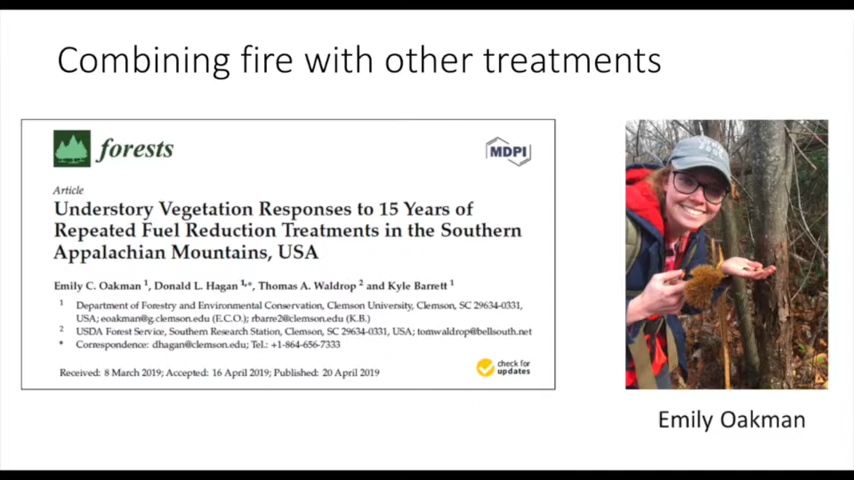 Combining fire with other treatments
forests
MDPI
Article
Understory Vegetation Responses to 15 Years of
Repeated Fuel Reduction Treatments in the Southern
Appalachian Mountains, USA
Emily C. Oakman 1, Donald L. Hagan 1,*, Thomas A. Waldrop 2 and Kyle Barrett 1
1 Department of Forestry and Environmental Conservation, Clemson University, Clemson, SC 29634-0331,
USA; eoakman@g.clemson.edu (E.C.O.); rbarre2@clemson.edu (K.B.)
2 USDA Forest Service, Southern Research Station, Clemson, SC 29634-0331, USA; tomwaldrop@bellsouth.net
* Correspondence: dhagan@clemson.edu; Tel.: +1-864-656-7333
Received: 8 March 2019; Accepted: 16 April 2019; Published: 20 April 2019
check for
updates
Emily Oakman